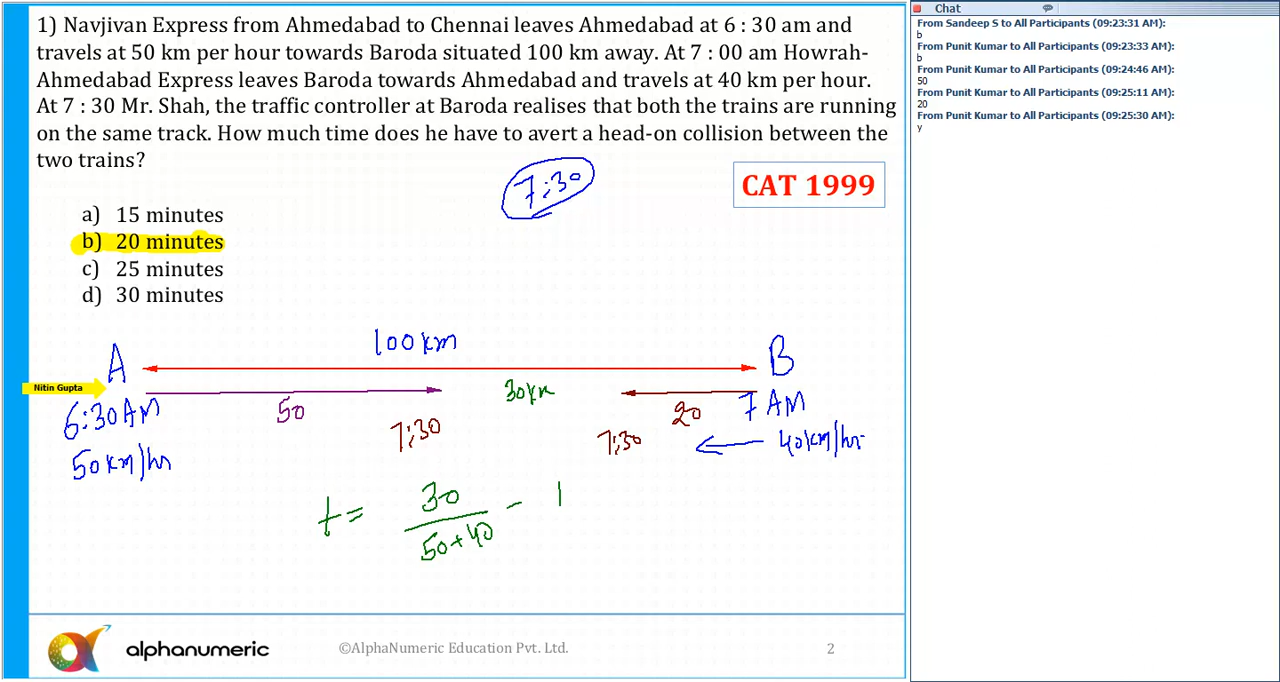 1) Navjivan Express from Ahmedabad to Chennai leaves Ahmedabad at 6 : 30 am and
travels at 50 km per hour towards Baroda situated 100 km away. At 7 : 00 am Howrah-
Ahmedabad Express leaves Baroda towards Ahmedabad and travels at 40 km per hour.
At 7 : 30 Mr. Shah, the traffic controller at Baroda realises that both the trains are running
on the same track. How much time does he have to avert a head-on collision between the
two trains?
7:30
CAT 1999
a) 15 minutes
b) 20 minutes
c) 25 minutes
d) 30 minutes
100 km
A
B
Nitin Gupta
30km
6:30AM
50
20
7 AM
7:30
7:30
40km/hr
50km/hr
t = 30 / 50+40 - 1
alphanumeric
©AlphaNumeric Education Pvt. Ltd.
2
Chat
From Sandeep S to All Participants (09:23:31 AM):
b
From Punit Kumar to All Participants (09:23:33 AM):
b
From Punit Kumar to All Participants (09:24:46 AM):
50
From Punit Kumar to All Participants (09:25:11 AM):
20
From Punit Kumar to All Participants (09:25:30 AM):
y